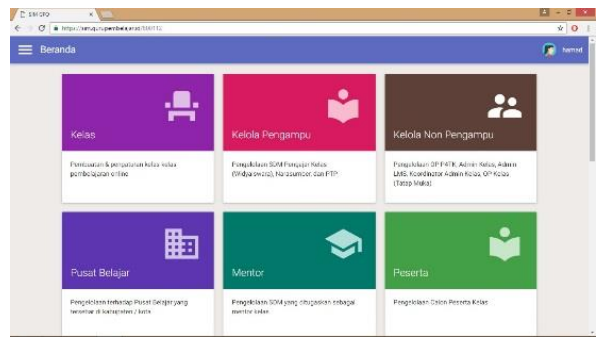 SIM GPO
Beranda
hamed
Kelas
Kelola Pengampu
Kelola Non Pengampu
Pembuatan & pengaturan kelas kelas
pembelajaran online
Pengelolaan SDM Pengajar Kelas
(Widyaiswara), Narasumber, dan PTP
Pengelolaan OP P4TK, Admin Kelas, Admin
LMS, Koordinator Admin Kelas, OP Kelas
(Tatap Muka)
Pusat Belajar
Mentor
Peserta
Pengelolaan terhadap Pusat Belajar yang
tersebar di kabupaten / kota
Pengelolaan SDM yang ditugaskan sebagai
mentor kelas
Pengelolaan Calon Peserta Kelas